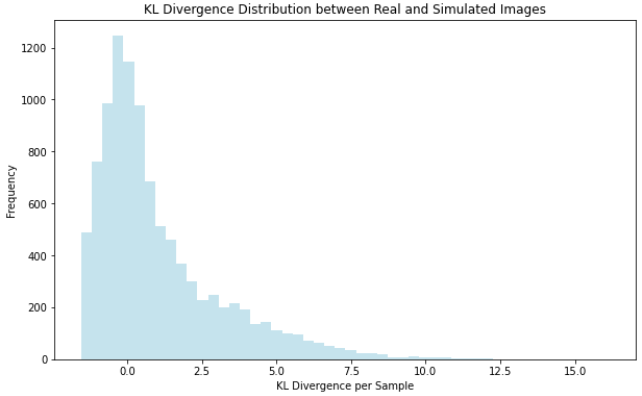 KL Divergence Distribution between Real and Simulated Images
1200
1000
800
600
400
200
0
Frequency
0.0 2.5 5.0 7.5 10.0 12.5 15.0
KL Divergence per Sample